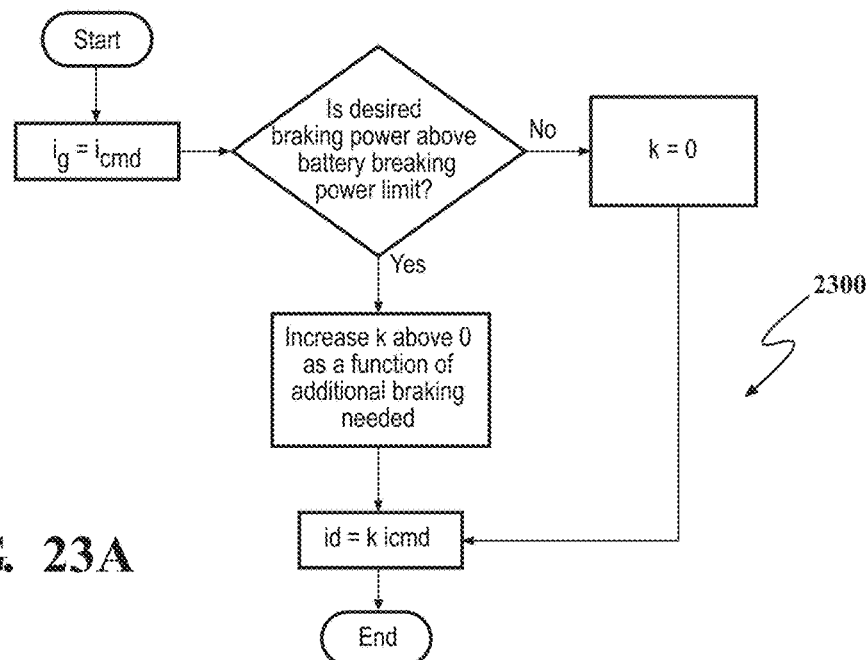 Start
i_g = i_cmd
Is desired
braking power above
battery breaking
power limit?
No
k = 0
Yes
Increase k above 0
as a function of
additional braking
needed
2300
id = k icmd
End
23A